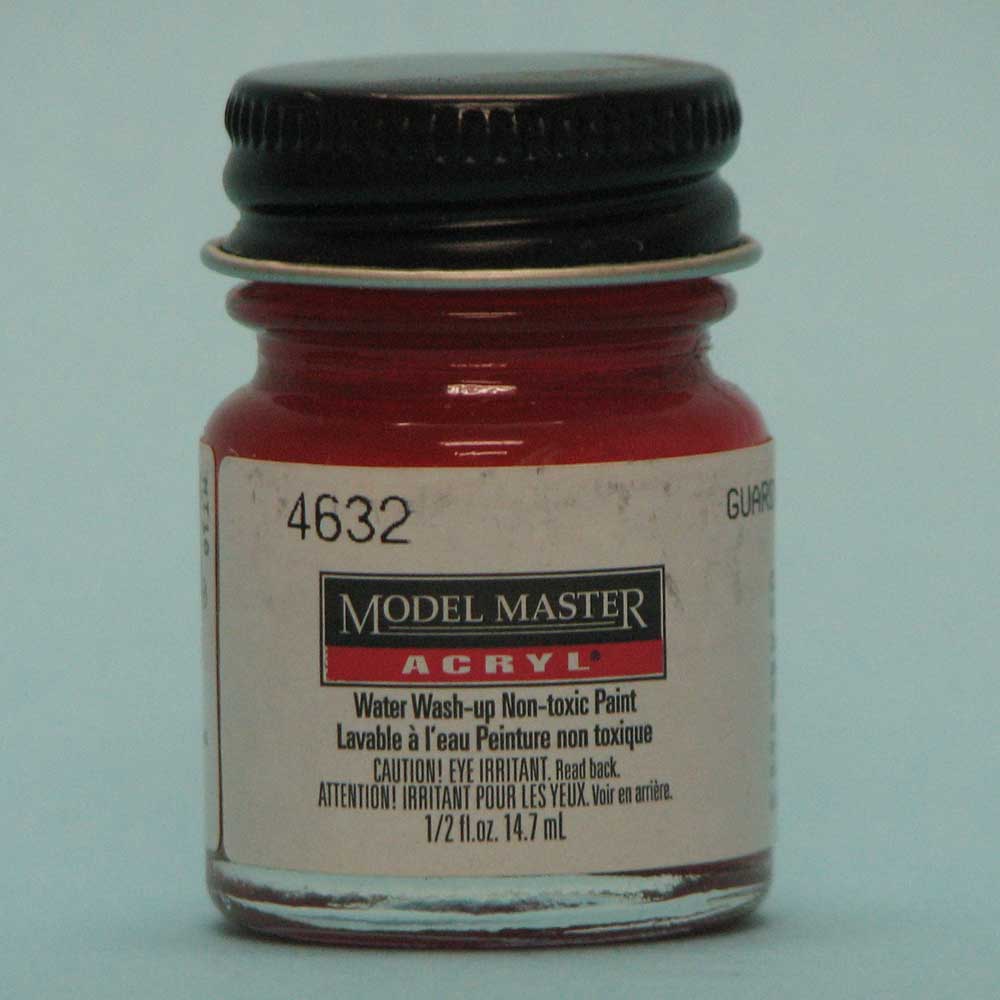 4632
GUARD
MODEL MASTER
ACRYL®
Water Wash-up Non-toxic Paint
Lavable à l'eau Peinture non toxique
CAUTION! EYE IRRITANT. Read back.
ATTENTION! IRRITANT POUR LES YEUX. Voir en arrière.
1/2 fl.oz. 14.7 mL